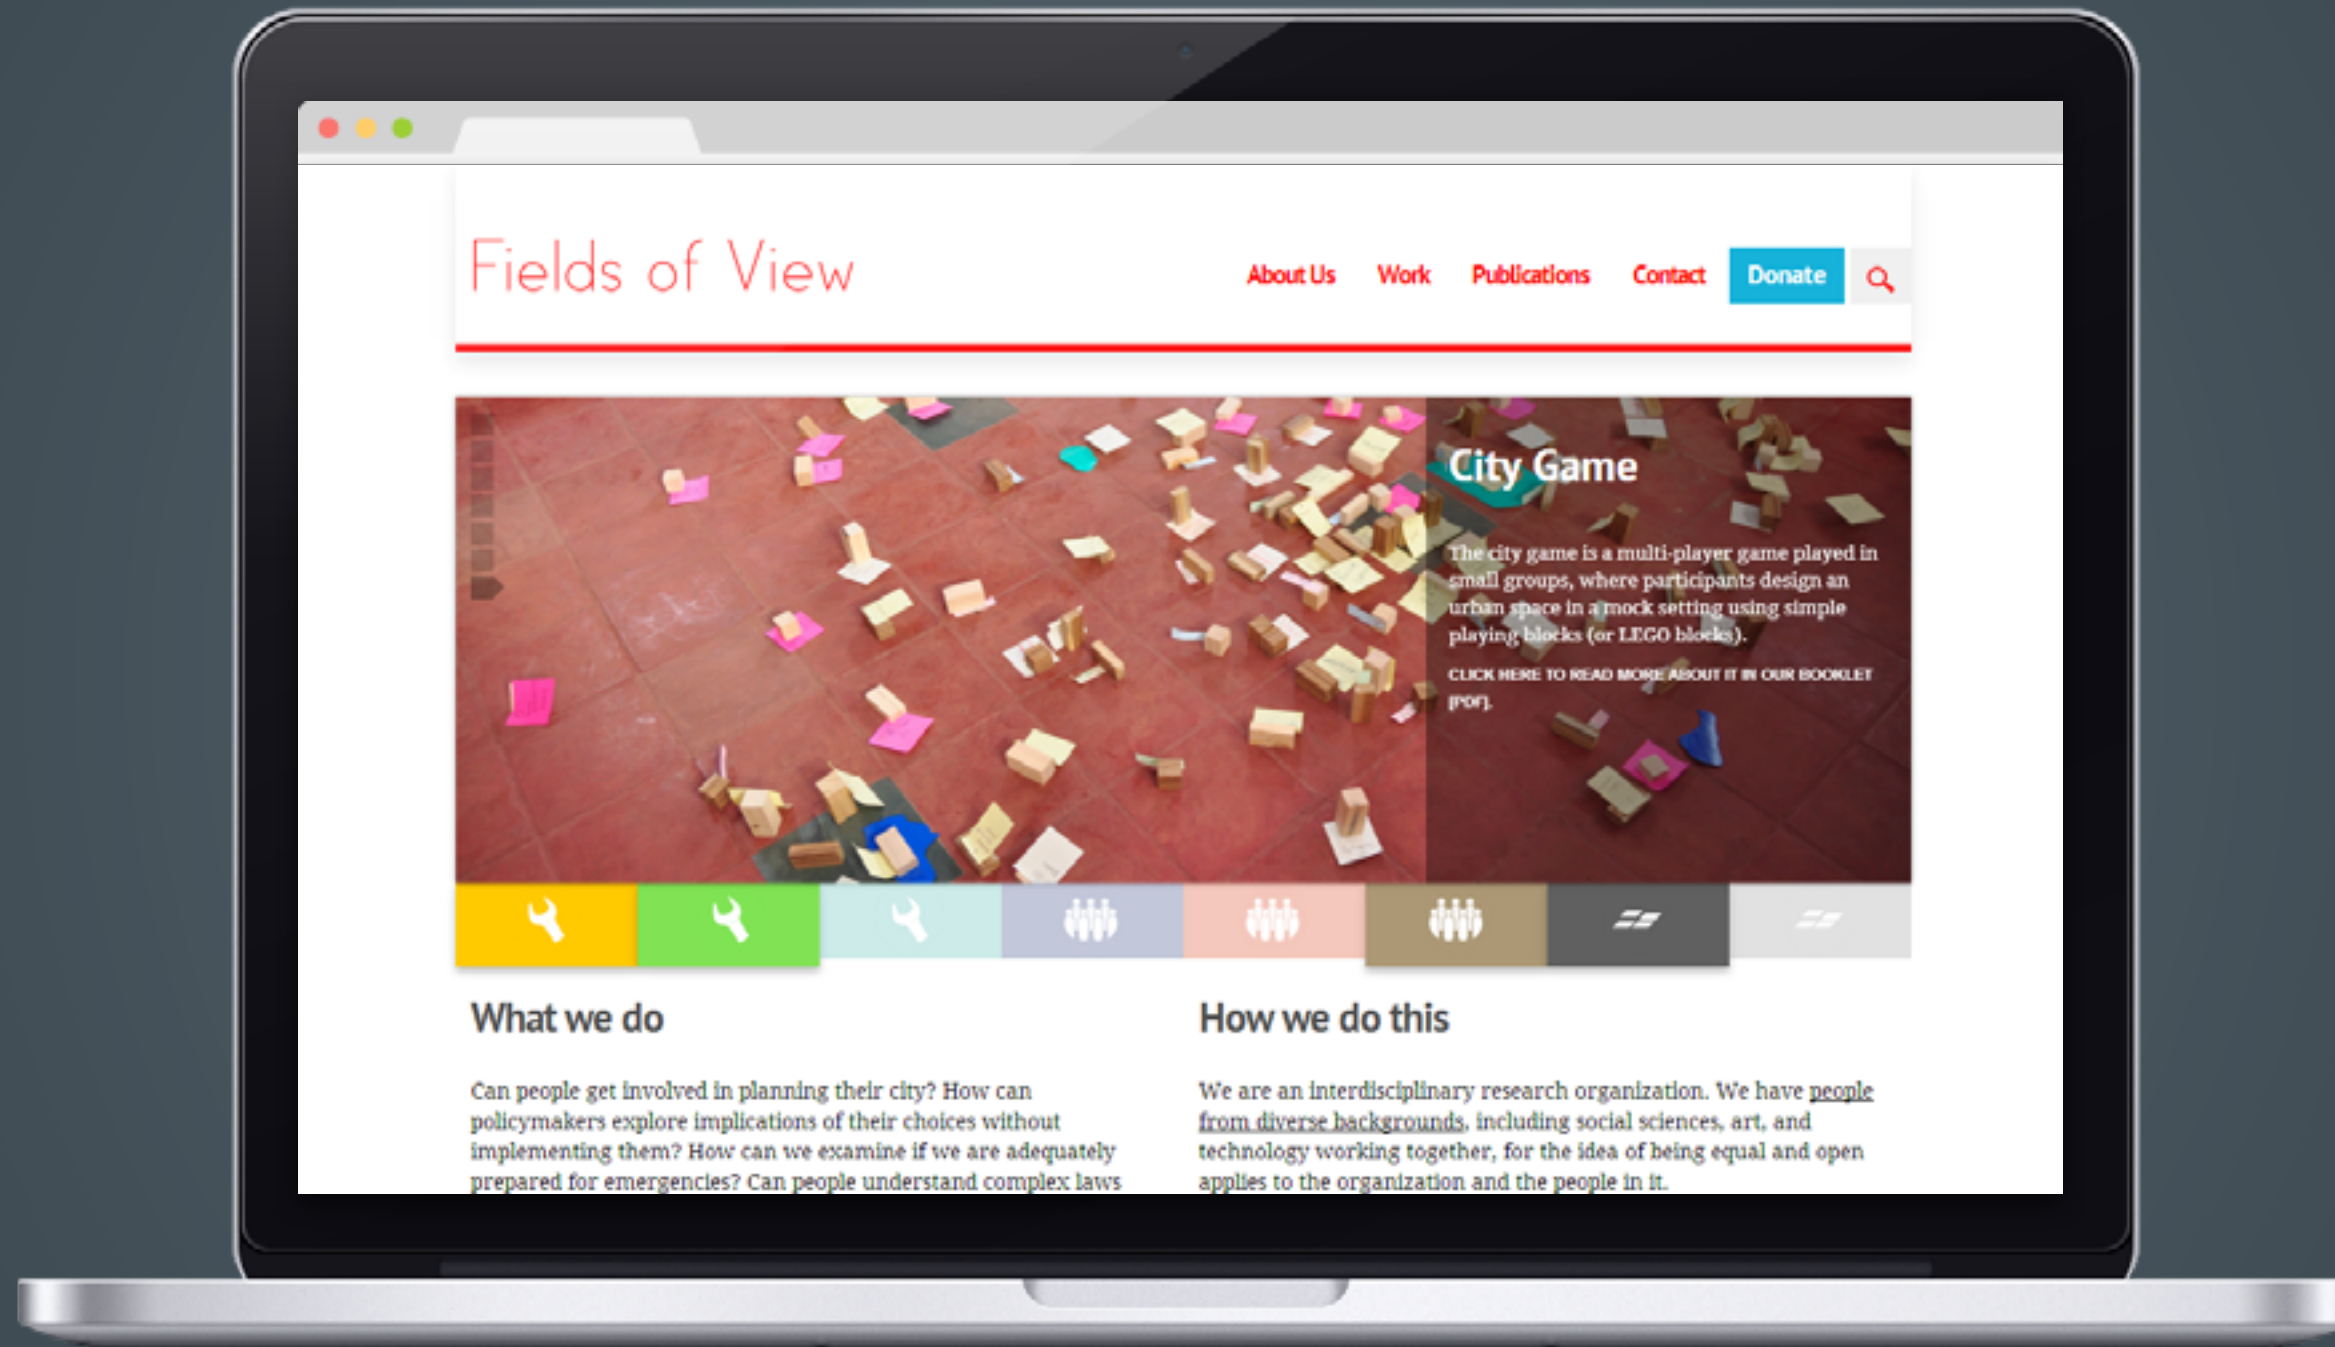 Fields of View
About Us Work Publications Contact Donate
City Game
The city game is a multi-player game played in
small groups, where participants design an
urban space in a mock setting using simple
playing blocks (or LEGO blocks).
CLICK HERE TO READ MORE ABOUT IT IN OUR BOOKLET
[PDF].
What we do
Can people get involved in planning their city? How can
policymakers explore implications of their choices without
implementing them? How can we examine if we are adequately
prepared for emergencies? Can people understand complex laws
How we do this
We are an interdisciplinary research organization. We have people
from diverse backgrounds, including social sciences, art, and
technology working together, for the idea of being equal and open
applies to the organization and the people in it.